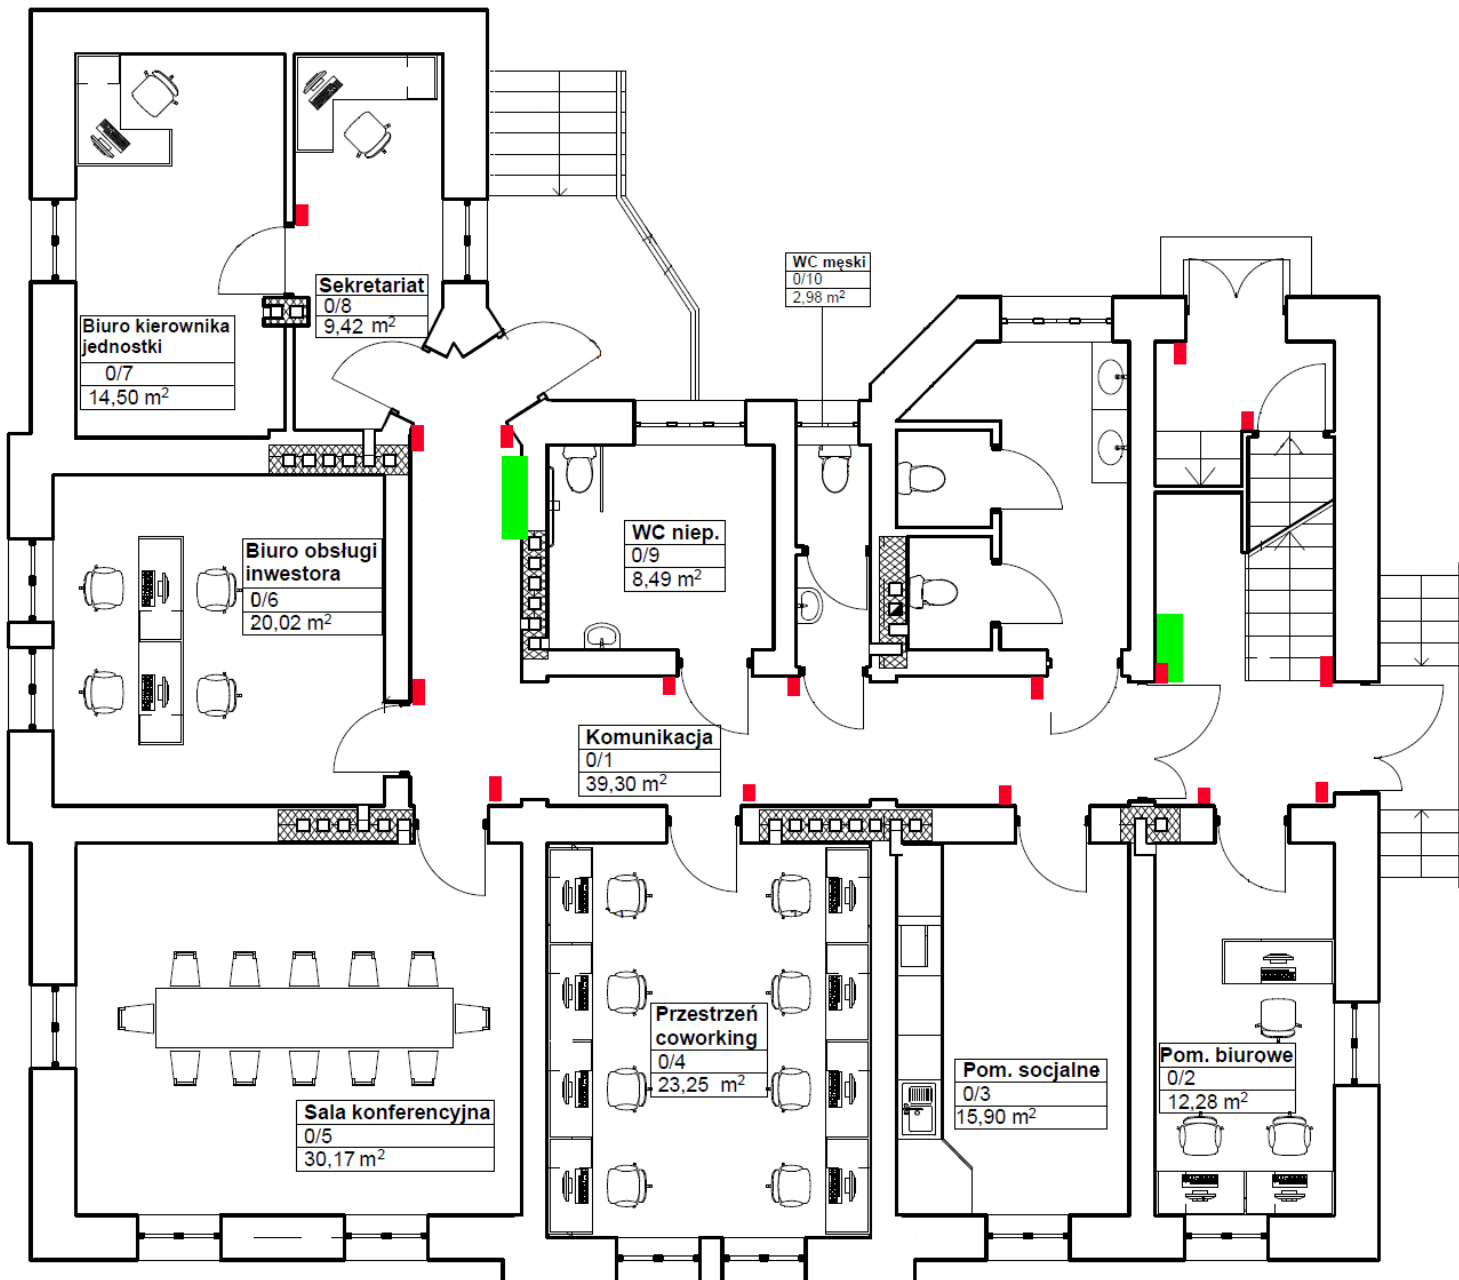 WC męski
0/10
2,98 m²
Sekretariat
0/8
9,42 m²
Biuro kierownika
jednostki
0/7
14,50 m²
WC niep.
0/9
8,49 m²
Biuro obsługi
inwestora
0/6
20,02 m²
Komunikacja
0/1
39,30 m²
Przestrzeń
coworking
0/4
23,25 m²
Pom. socjalne
0/3
15,90 m²
Pom. biurowe
0/2
12,28 m²
Sala konferencyjna
0/5
30,17 m²